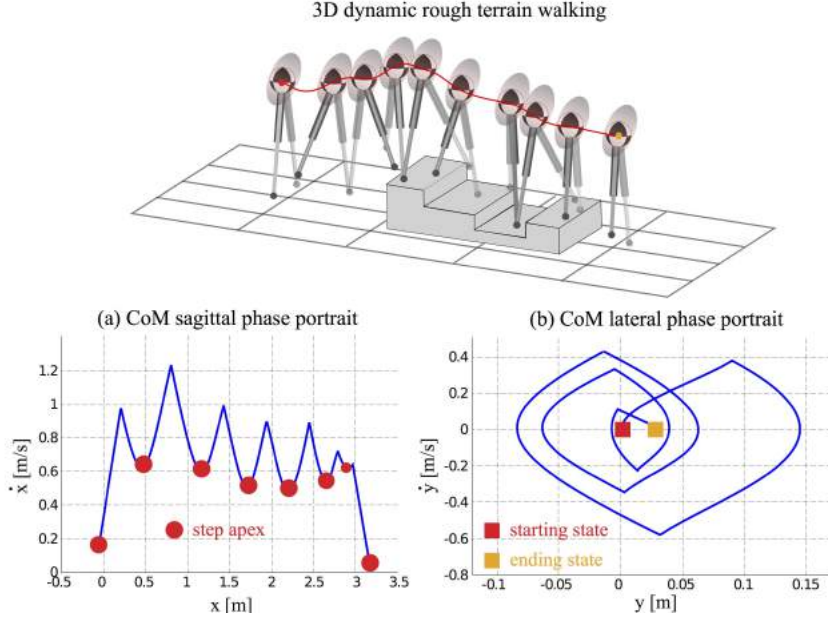 3D dynamic rough terrain walking
(a) CoM sagittal phase portrait
ẋ [m/s]
1.2
1
0.8
0.6
0.4
0.2
0
-0.5
0
0.5
1
1.5
2
2.5
3
3.5
step apex
x [m]
(b) CoM lateral phase portrait
ẏ [m/s]
0.4
0.2
0
-0.2
-0.4
-0.6
-0.8
-0.1
-0.05
0
0.05
0.1
0.15
starting state
ending state
y [m]